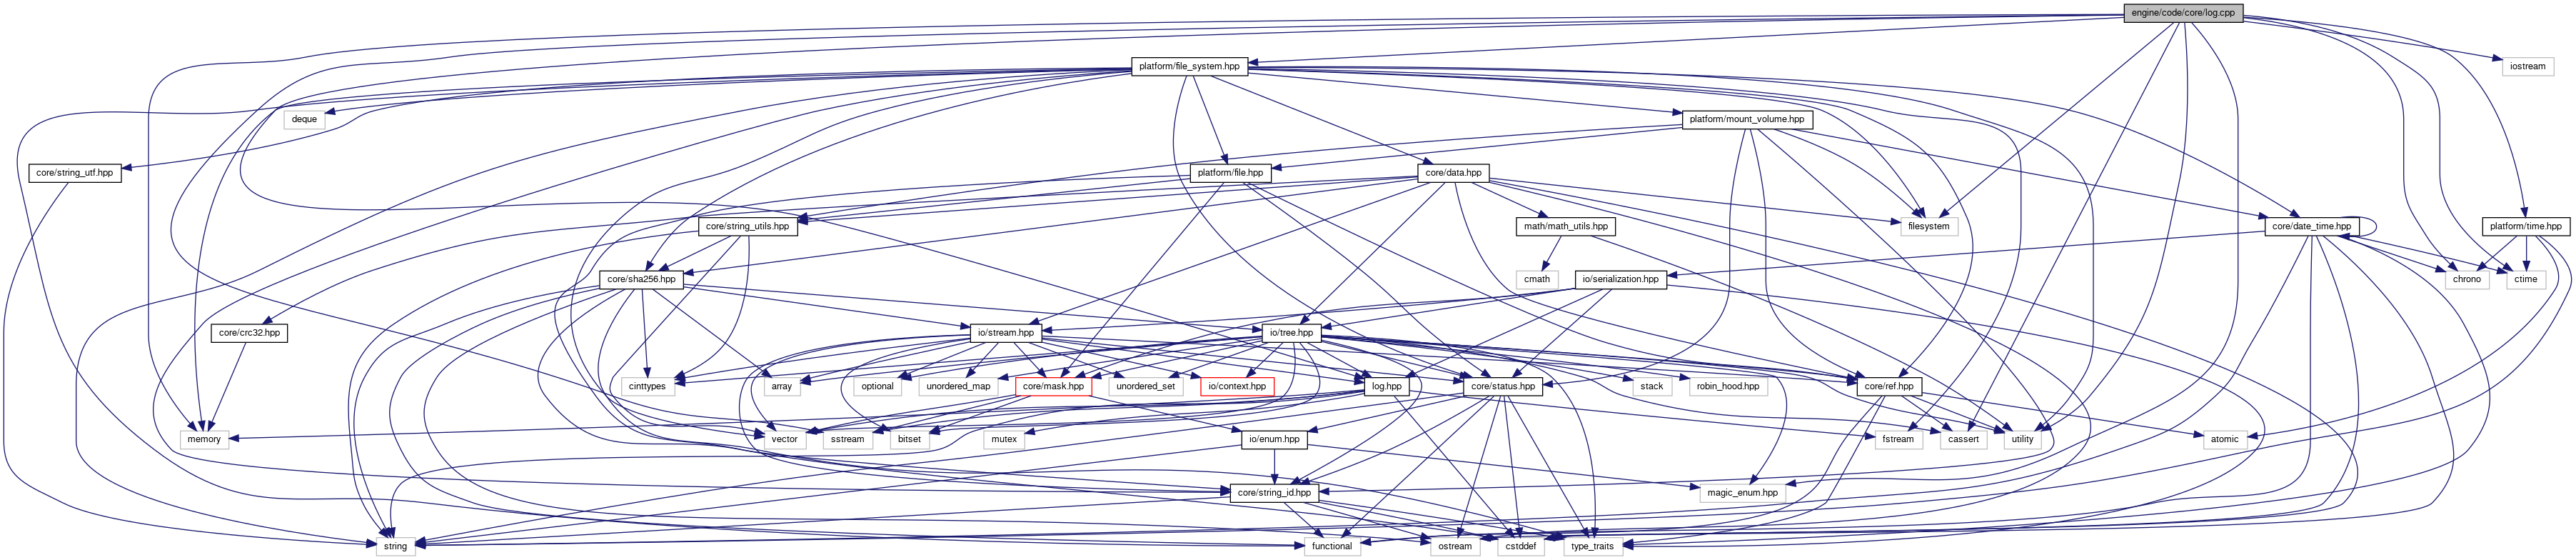 engine/code/core/log.cpp
platform/file_system.hpp
iostream
deque
platform/mount_volume.hpp
core/string_utf.hpp
platform/file.hpp
core/data.hpp
core/string_utils.hpp
math/math_utils.hpp
filesystem
core/date_time.hpp
platform/time.hpp
core/sha256.hpp
cmath
io/serialization.hpp
chrono
ctime
core/crc32.hpp
io/stream.hpp
io/tree.hpp
cinttypes
array
optional
unordered_map
core/mask.hpp
unordered_set
io/context.hpp
log.hpp
core/status.hpp
stack
robin_hood.hpp
core/ref.hpp
memory
vector
sstream
bitset
mutex
io/enum.hpp
fstream
cassert
utility
atomic
core/string_id.hpp
magic_enum.hpp
string
functional
ostream
cstddef
type_traits